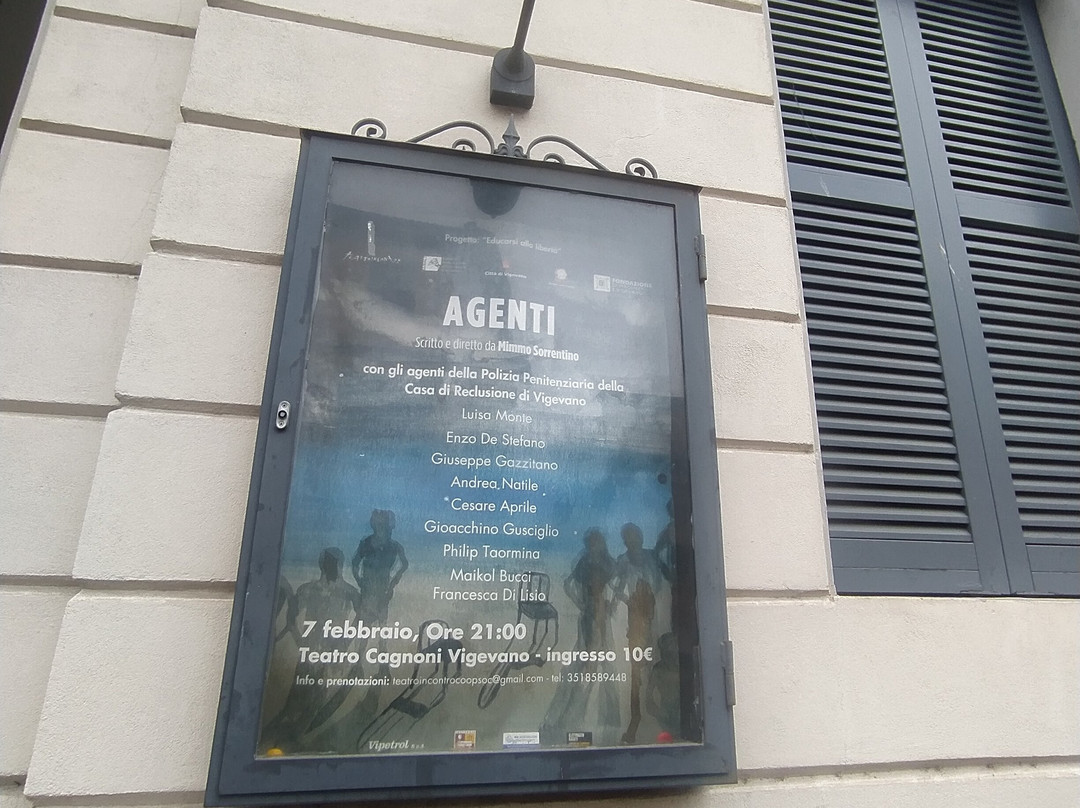 Progetto: "Educarsi alla libertà"
Città di Vigevano
FONDAZIONE
AGENTI
Scritto e diretto da Mimmo Sorrentino
con gli agenti della Polizia Penitenziaria della
Casa di Reclusione di Vigevano
Luisa Monte
Enzo De Stefano
Giuseppe Gazzitano
Andrea Natile
Cesare Aprile
Gioacchino Gusciglio
Philip Taormina
Maikol Bucci
Francesca Di Lisio
7 febbraio, Ore 21:00
Teatro Cagnoni Vigevano - ingresso 10€
Info e prenotazioni: teatroincontrocoopsoc@gmail.com - tel: 3518589448
Vipetrol S.p.A